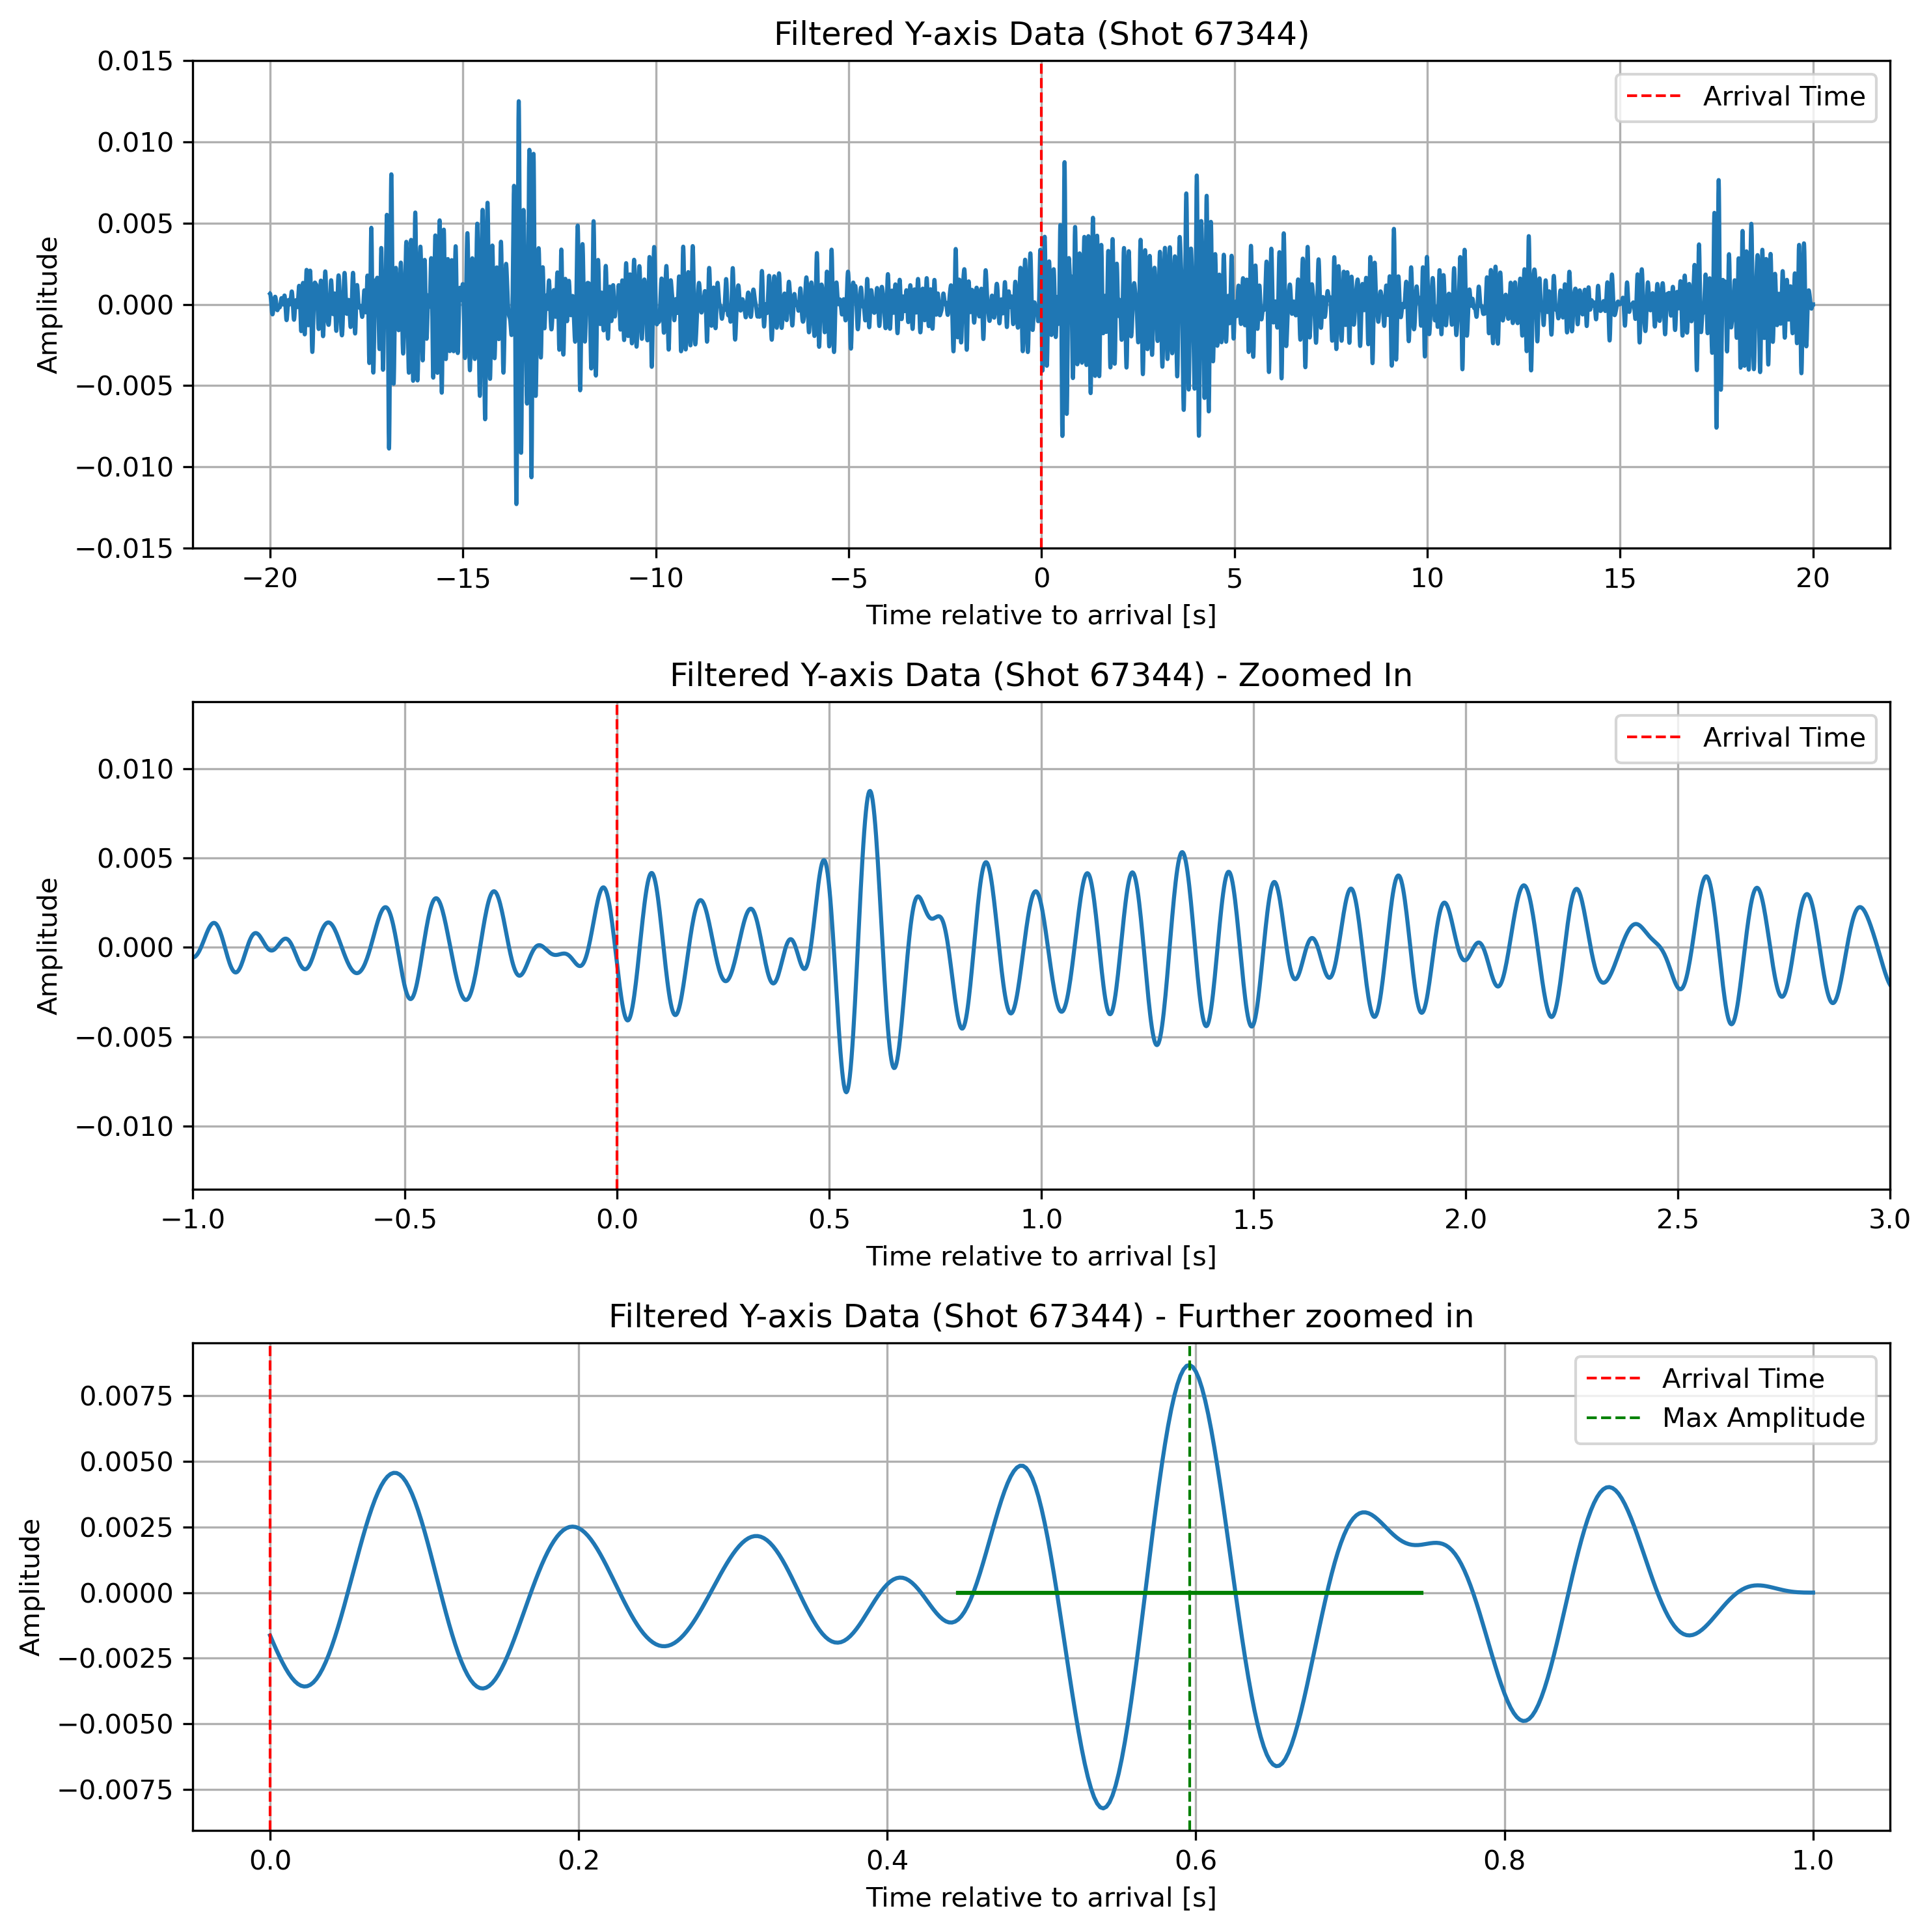 Filtered Y-axis Data (Shot 67344)
0.015
0.010
0.005
0.000
−0.005
−0.010
−0.015
Amplitude
Arrival Time
−20 −15 −10 −5 0 5 10 15 20
Time relative to arrival [s]
Filtered Y-axis Data (Shot 67344) - Zoomed In
0.010
0.005
0.000
−0.005
−0.010
Amplitude
Arrival Time
−1.0 −0.5 0.0 0.5 1.0 1.5 2.0 2.5 3.0
Time relative to arrival [s]
Filtered Y-axis Data (Shot 67344) - Further zoomed in
0.0075
0.0050
0.0025
0.0000
−0.0025
−0.0050
−0.0075
Amplitude
Arrival Time
Max Amplitude
0.0 0.2 0.4 0.6 0.8 1.0
Time relative to arrival [s]